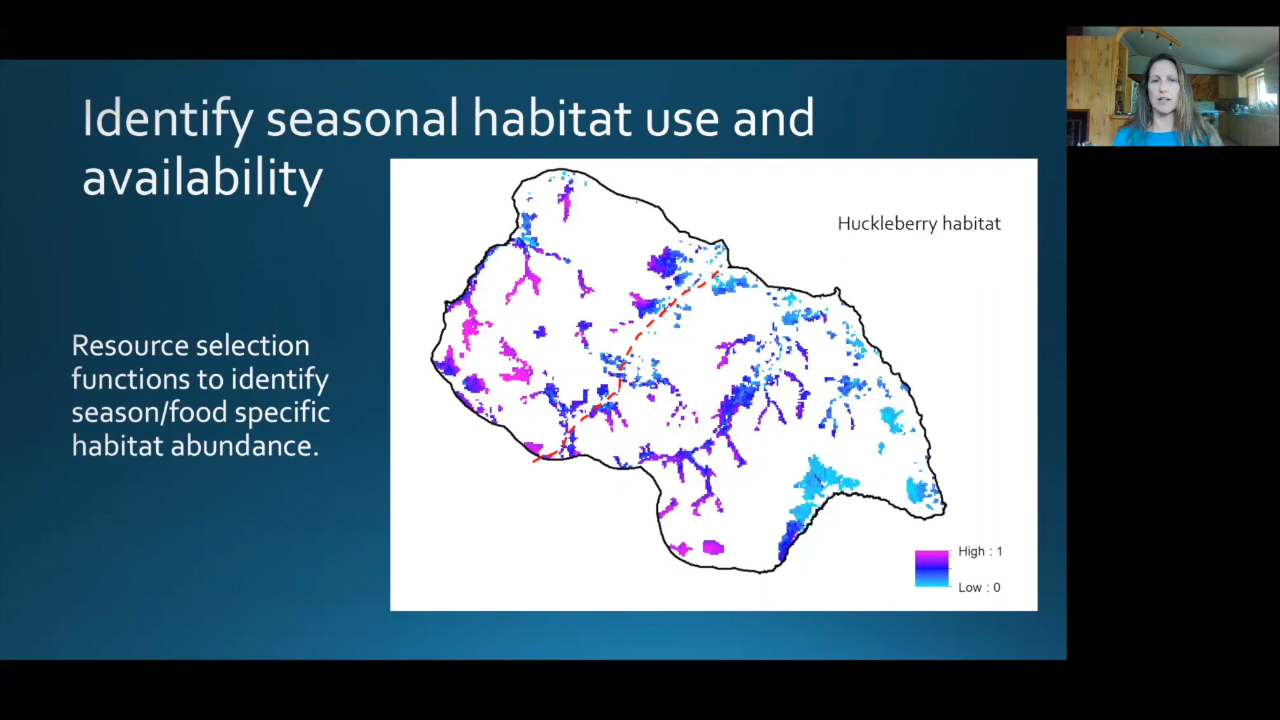 Identify seasonal habitat use and
availability
Huckleberry habitat
Resource selection
functions to identify
season/food specific
habitat abundance.
High : 1
Low : 0